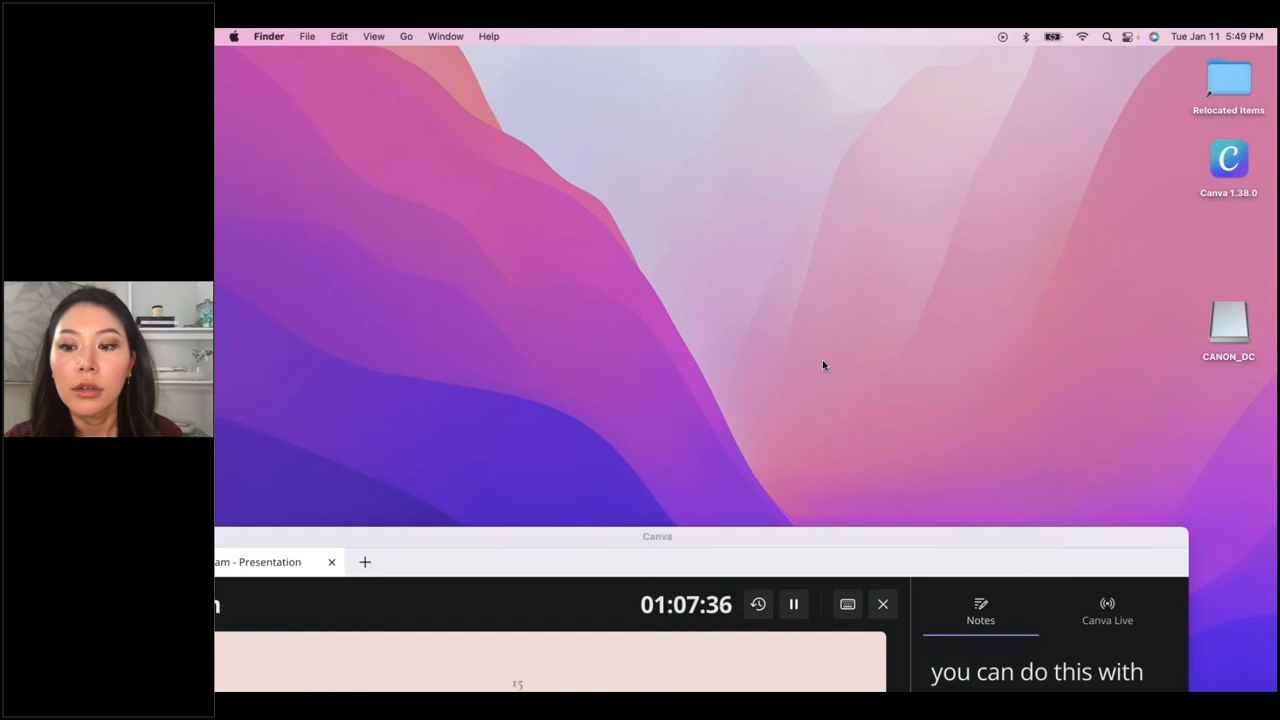 Finder File Edit View Go Window Help Tue Jan 11 5:49 PM
Relocated Items
Canva 1.38.0
CANON_DC
Canva
am - Presentation
01:07:36
Notes
Canva Live
you can do this with
15